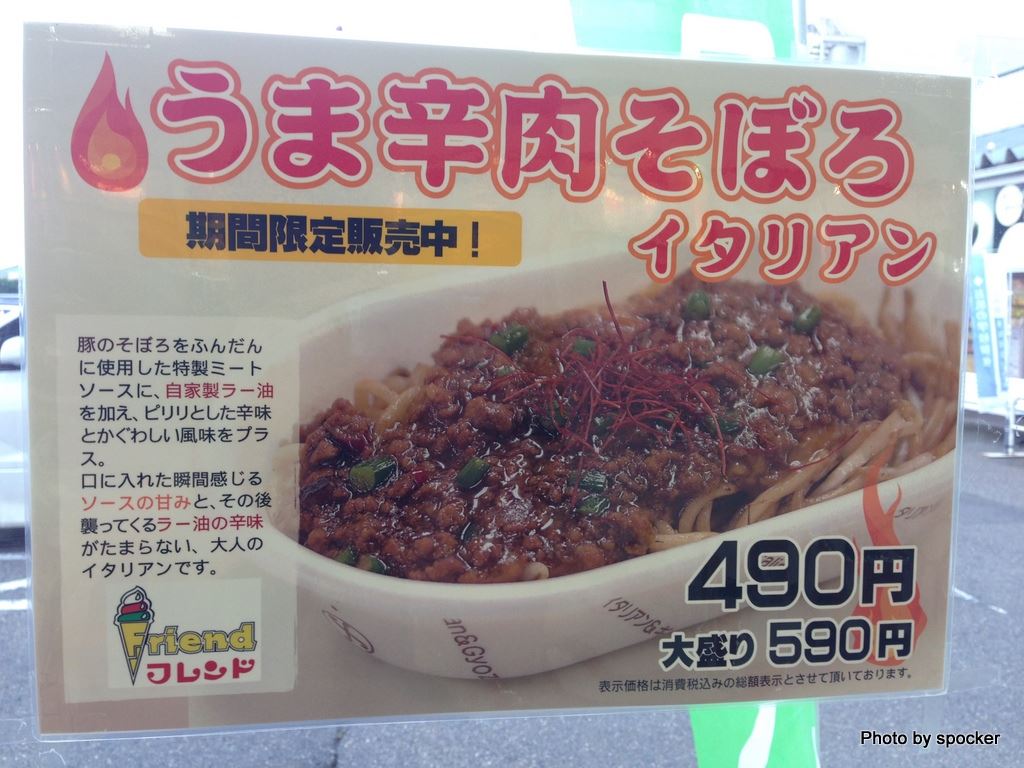 うま辛肉そぼろ
イタリアン
期間限定販売中！
豚のそぼろをふんだん
に使用した特製ミート
ソースに、自家製ラー油
を加え、ピリリとした辛味
とかぐわしい風味をプラ
ス。
口に入れた瞬間感じる
ソースの甘みと、その後
襲ってくるラー油の辛味
がたまらない、大人の
イタリアンです。
Friend
フレンド
490円
大盛り 590円
表示価格は消費税込みの総額表示とさせて頂いております。
Photo by spocker